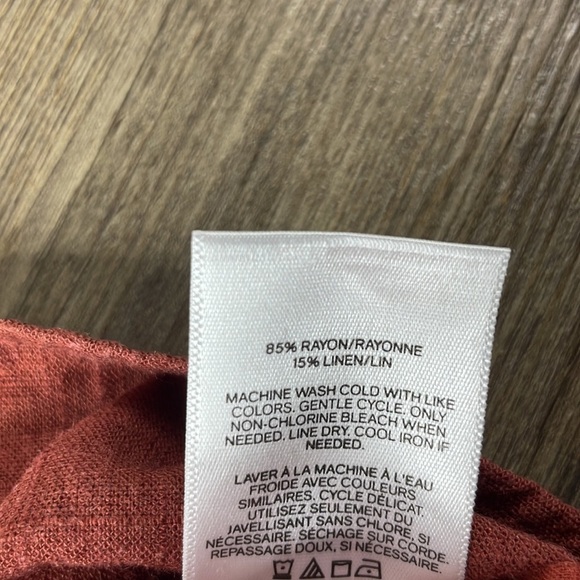 85% RAYON/RAYONNE
15% LINEN/LIN
MACHINE WASH COLD WITH LIKE
COLORS. GENTLE CYCLE. ONLY
NON-CHLORINE BLEACH WHEN
NEEDED. LINE DRY. COOL IRON IF
NEEDED.
LAVER À LA MACHINE À L'EAU
FROIDE AVEC COULEURS
SIMILAIRES. CYCLE DÉLICAT.
UTILISEZ SEULEMENT DU
JAVELLISANT SANS CHLORE, SI
NÉCESSAIRE. SÉCHAGE SUR CORDE.
REPASSAGE DOUX, SI NÉCESSAIRE.